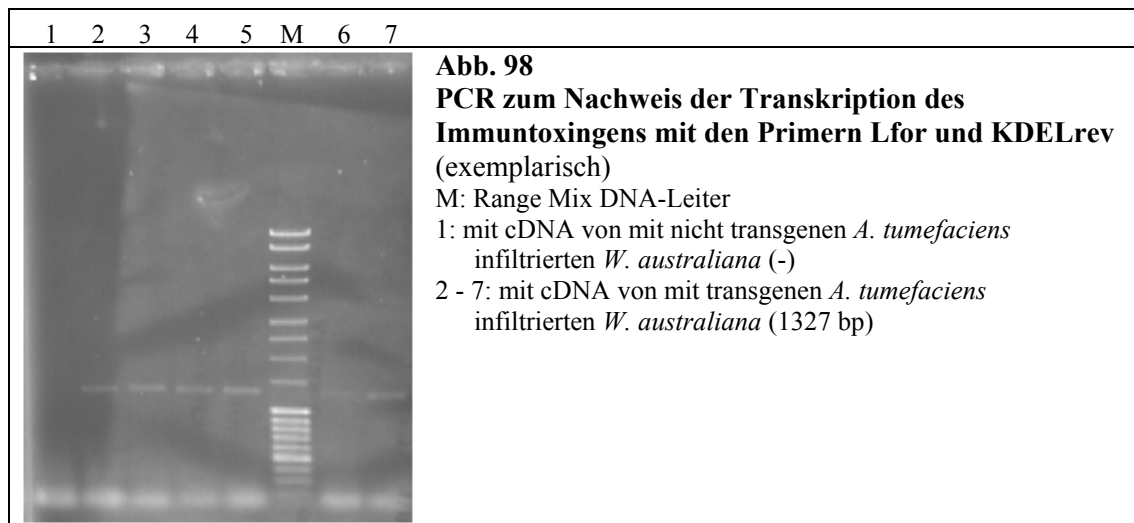 1 2 3 4 5 M 6 7
Abb. 98
PCR zum Nachweis der Transkription des
Immuntoxingens mit den Primern Lfor und KDELrev
(exemplarisch)
M: Range Mix DNA-Leiter
1: mit cDNA von mit nicht transgenen A. tumefaciens
infiltrierten W. australiana (-)
2 - 7: mit cDNA von mit transgenen A. tumefaciens
infiltrierten W. australiana (1327 bp)